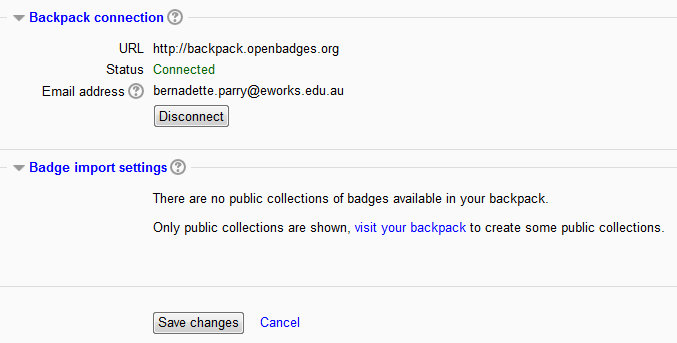 Backpack connection
URL http://backpack.openbadges.org
Status Connected
Email address bernadette.parry@eworks.edu.au
Disconnect
Badge import settings
There are no public collections of badges available in your backpack.
Only public collections are shown, visit your backpack to create some public collections.
Save changes Cancel